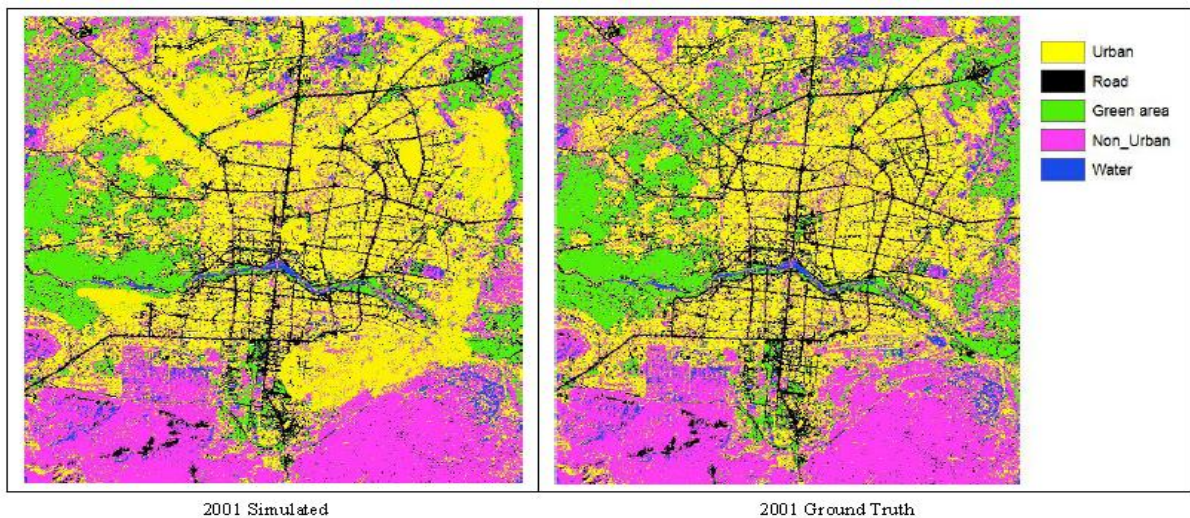 Urban
Road
Green area
Non_Urban
Water
2001 Simulated
2001 Ground Truth